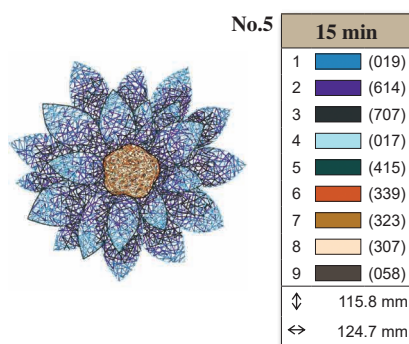 No.5
15 min
1 (019)
2 (614)
3 (707)
4 (017)
5 (415)
6 (339)
7 (323)
8 (307)
9 (058)
115.8 mm
124.7 mm